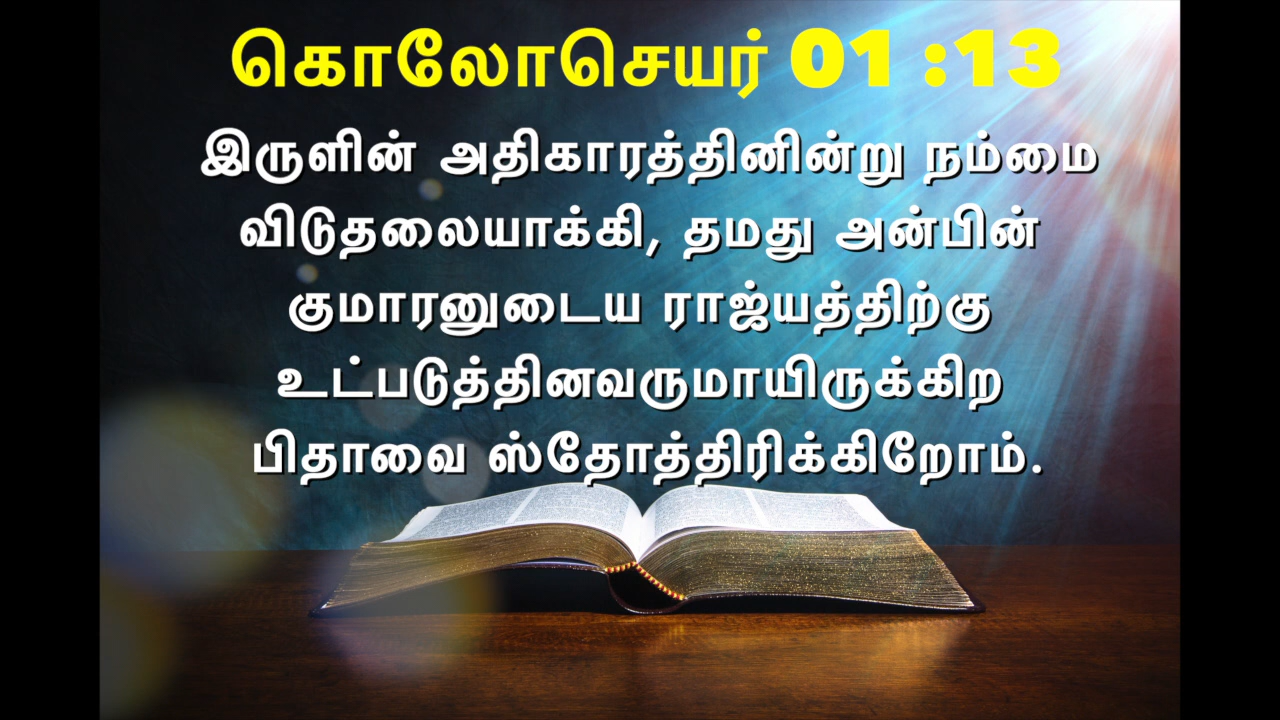 கொலோசெயர் 01 :13
இருளின் அதிகாரத்தினின்று நம்மை
விடுதலையாக்கி, தமது அன்பின்
குமாரனுடைய ராஜ்யத்திற்கு
உட்படுத்தினவருமாயிருக்கிற
பிதாவை ஸ்தோத்திரிக்கிறோம்.